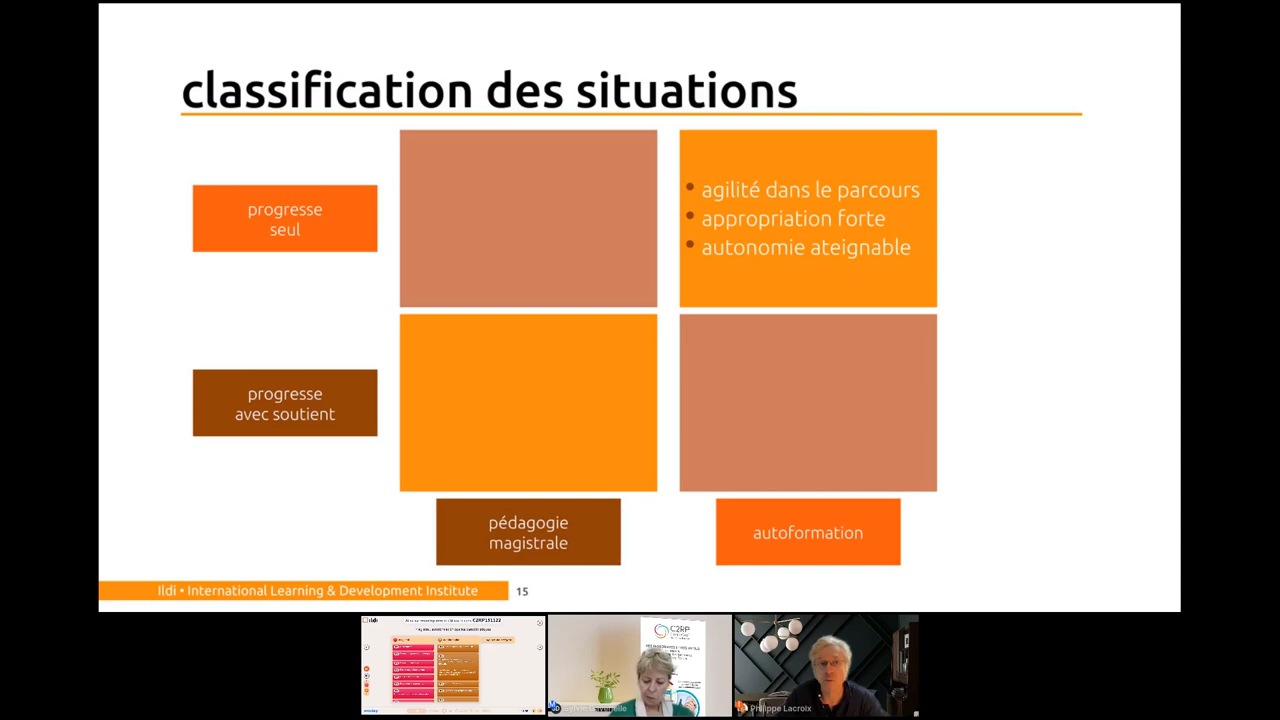 classification des situations
progresse
seul
• agilité dans le parcours
• appropriation forte
• autonomie ateignable
progresse
avec soutient
pédagogie
magistrale
autoformation
Ildi • International Learning & Development Institute
15
C2RP
Philippe Lacroix